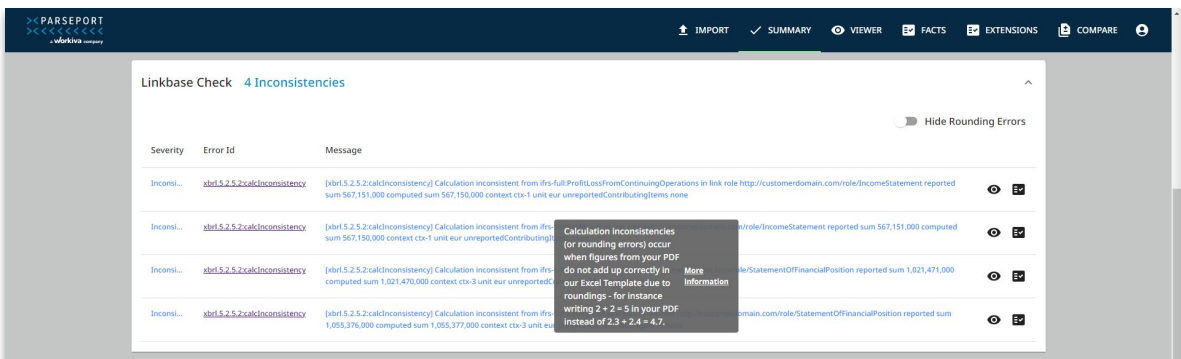 PARSEPORT
a workiva company
IMPORT
SUMMARY
VIEWER
FACTS
EXTENSIONS
COMPARE
Linkbase Check 4 Inconsistencies
Hide Rounding Errors
Severity Error Id Message
Inconsi... xbrl.5.2.5.2:calcInconsistency [xbrl.5.2.5.2:calcInconsistency] Calculation inconsistent from ifrs-full:ProfitLossFromContinuingOperations in link role http://customerdomain.com/role/IncomeStatement reported
sum 567,151,000 computed sum 567,150,000 context ctx-1 unit eur unreportedContributingItems none
Inconsi... xbrl.5.2.5.2:calcInconsistency [xbrl.5.2.5.2:calcInconsistency] Calculation inconsistent from ifrs- m/role/IncomeStatement reported sum 567,151,000 computed
sum 567,150,000 context ctx-1 unit eur
Inconsi... xbrl.5.2.5.2:calcInconsistency [xbrl.5.2.5.2:calcInconsistency] Calculation inconsistent from ifrs- le/StatementOfFinancialPosition reported sum 1,021,471,000
computed sum 1,021,470,000 context ctx-3 unit eur
Inconsi... xbrl.5.2.5.2:calcInconsistency [xbrl.5.2.5.2:calcInconsistency] Calculation inconsistent from ifrs- omain.com/role/StatementOfFinancialPosition reported sum
1,055,376,000 computed sum 1,055,377,000 context ctx-3 unit
Calculation inconsistencies
(or rounding errors) occur
when figures from your PDF
do not add up correctly in More
our Excel Template due to Information
roundings - for instance
writing 2 + 2 = 5 in your PDF
instead of 2.3 + 2.4 = 4.7.